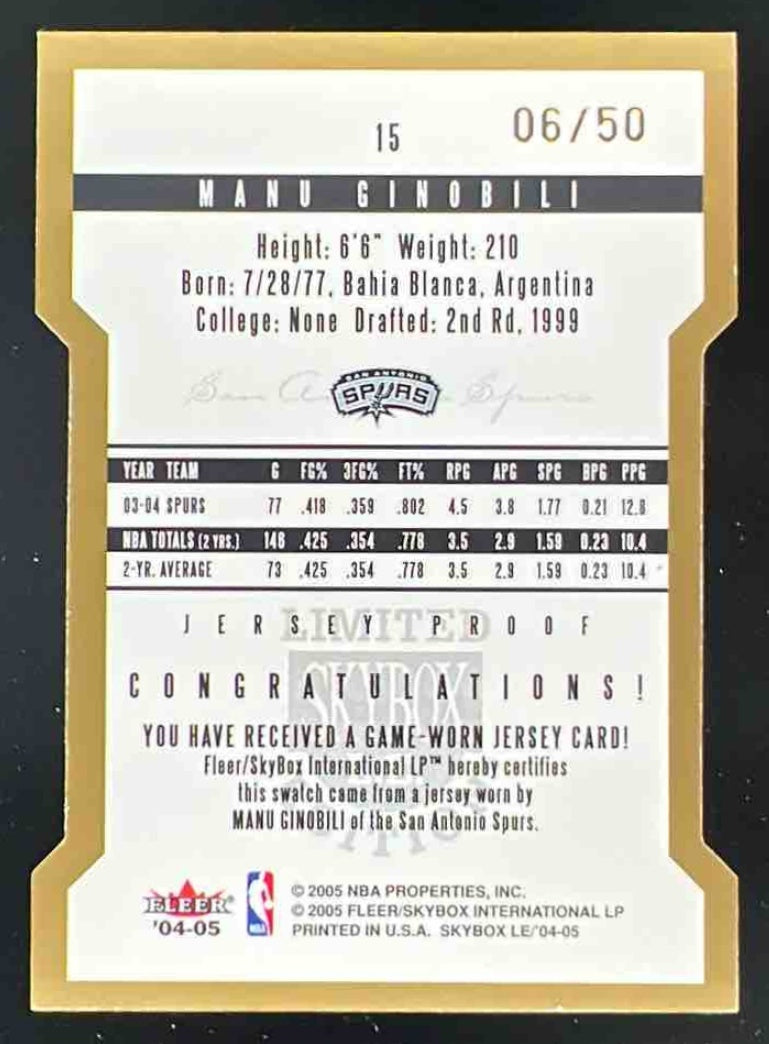 15
06/50
MANU GINOBILI
Height: 6'6" Weight: 210
Born: 7/28/77, Bahia Blanca, Argentina
College: None Drafted: 2nd Rd, 1999
San Antonio Spurs
SAN ANTONIO
SPURS
YEAR TEAM G FG% 3FG% FT% RPG APG SPG BPG PPG
03-04 SPURS 77 .418 .359 .802 4.5 3.8 1.77 0.21 12.8
NBA TOTALS (2 YRS.) 146 .425 .354 .778 3.5 2.9 1.59 0.23 10.4
2-YR. AVERAGE 73 .425 .354 .778 3.5 2.9 1.59 0.23 10.4
LIMITED
JERSEY PROOF
SKYBOX
CONGRATULATIONS!
YOU HAVE RECEIVED A GAME-WORN JERSEY CARD!
Fleer/SkyBox International LP™ hereby certifies
this swatch came from a jersey worn by
MANU GINOBILI of the San Antonio Spurs.
FLEER
'04-05
NBA
© 2005 NBA PROPERTIES, INC.
© 2005 FLEER/SKYBOX INTERNATIONAL LP
PRINTED IN U.S.A. SKYBOX LE/'04-05